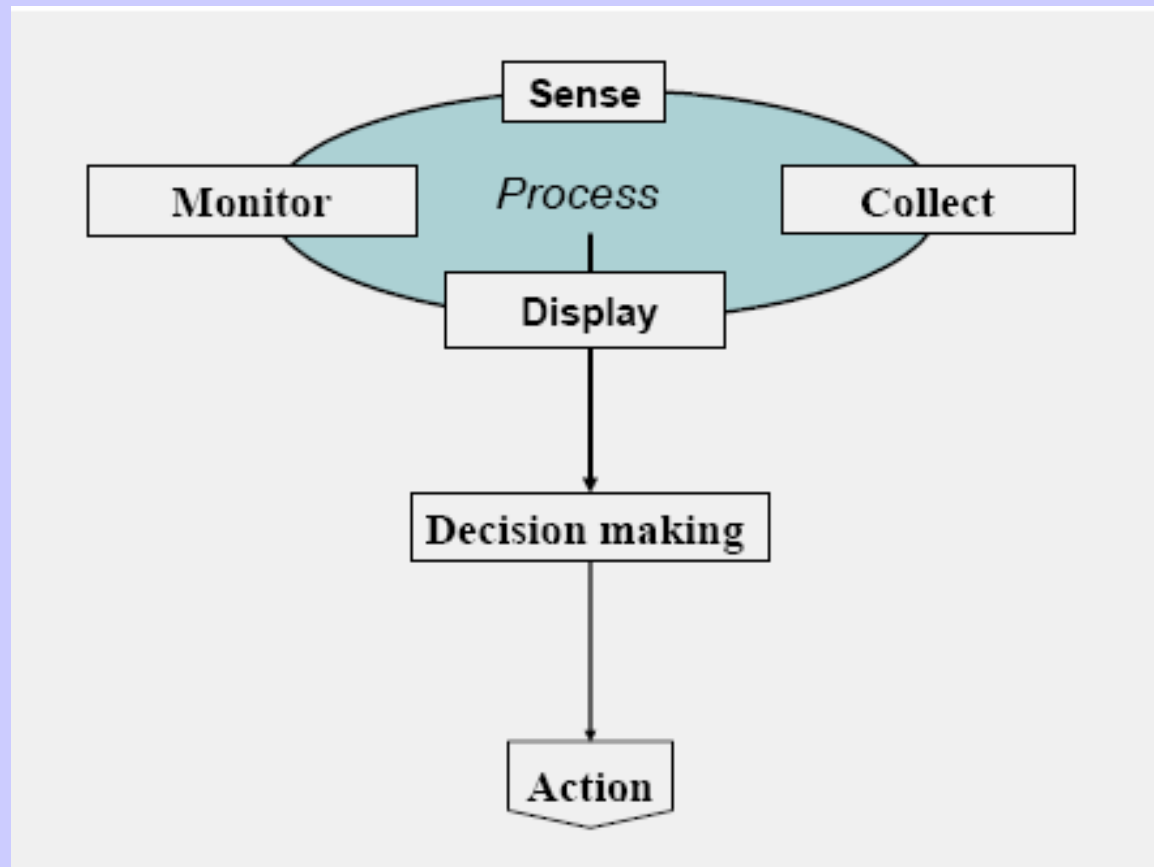 Sense
Monitor
Process
Collect
Display
Decision making
Action